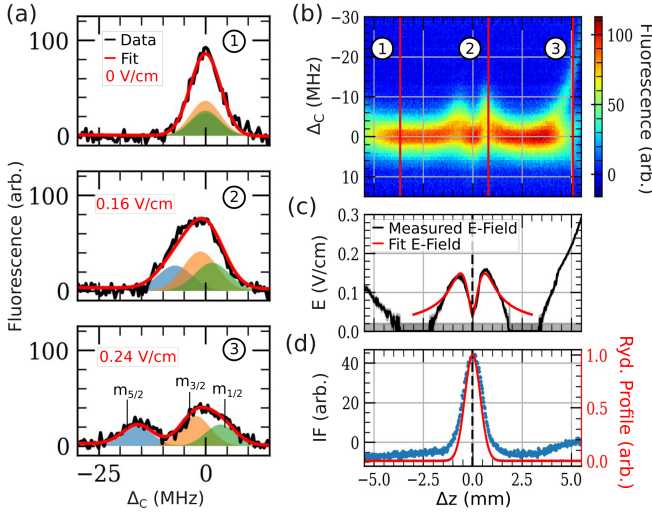 (a)
100
Data
Fit
0 V/cm
1
0
100
2
0.16 V/cm
0
100
3
0.24 V/cm
m5/2
m3/2
m1/2
0
−25
0
Fluorescence (arb.)
ΔC (MHz)
(b)
−30
−20
−10
0
10
ΔC (MHz)
1
2
3
100
50
0
Fluorescence (arb.)
(c)
0.3
0.2
0.1
0.0
E (V/cm)
Measured E-Field
Fit E-Field
(d)
40
20
0
IF (arb.)
1.0
0.5
0.0
Ryd. Profile (arb.)
−5.0
−2.5
0.0
2.5
5.0
Δz (mm)